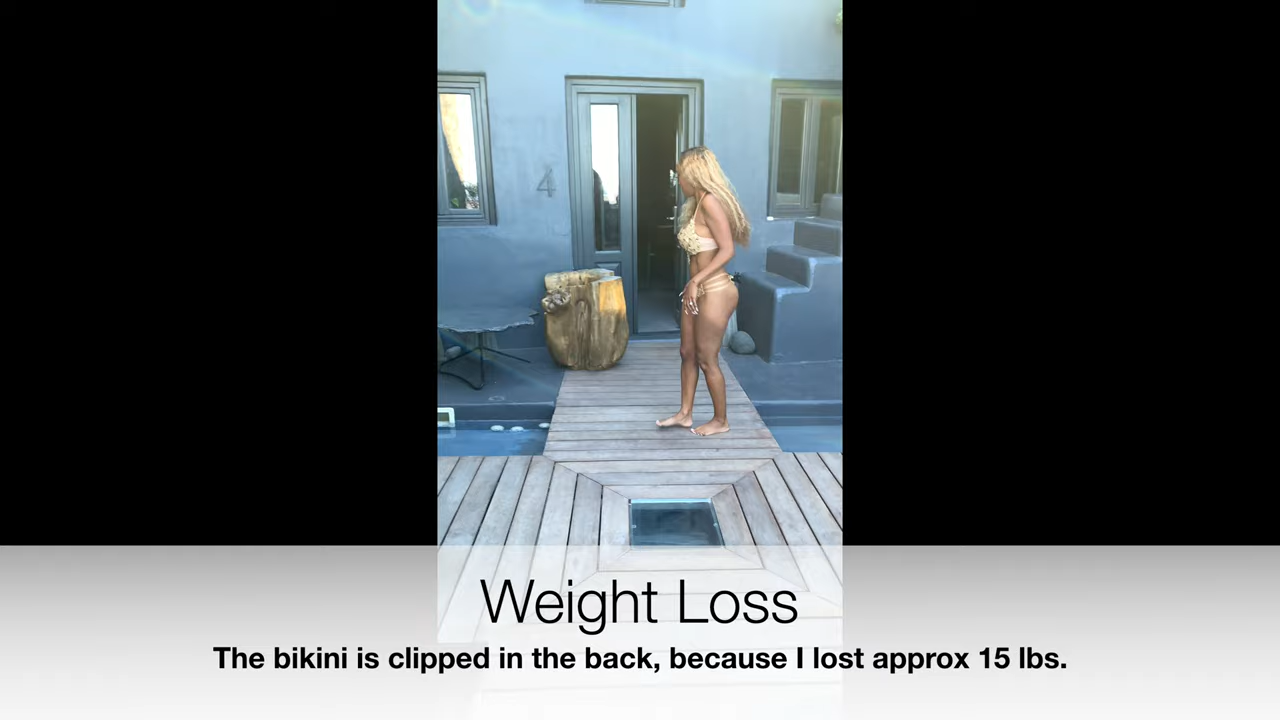 4
Weight Loss
The bikini is clipped in the back, because I lost approx 15 lbs.